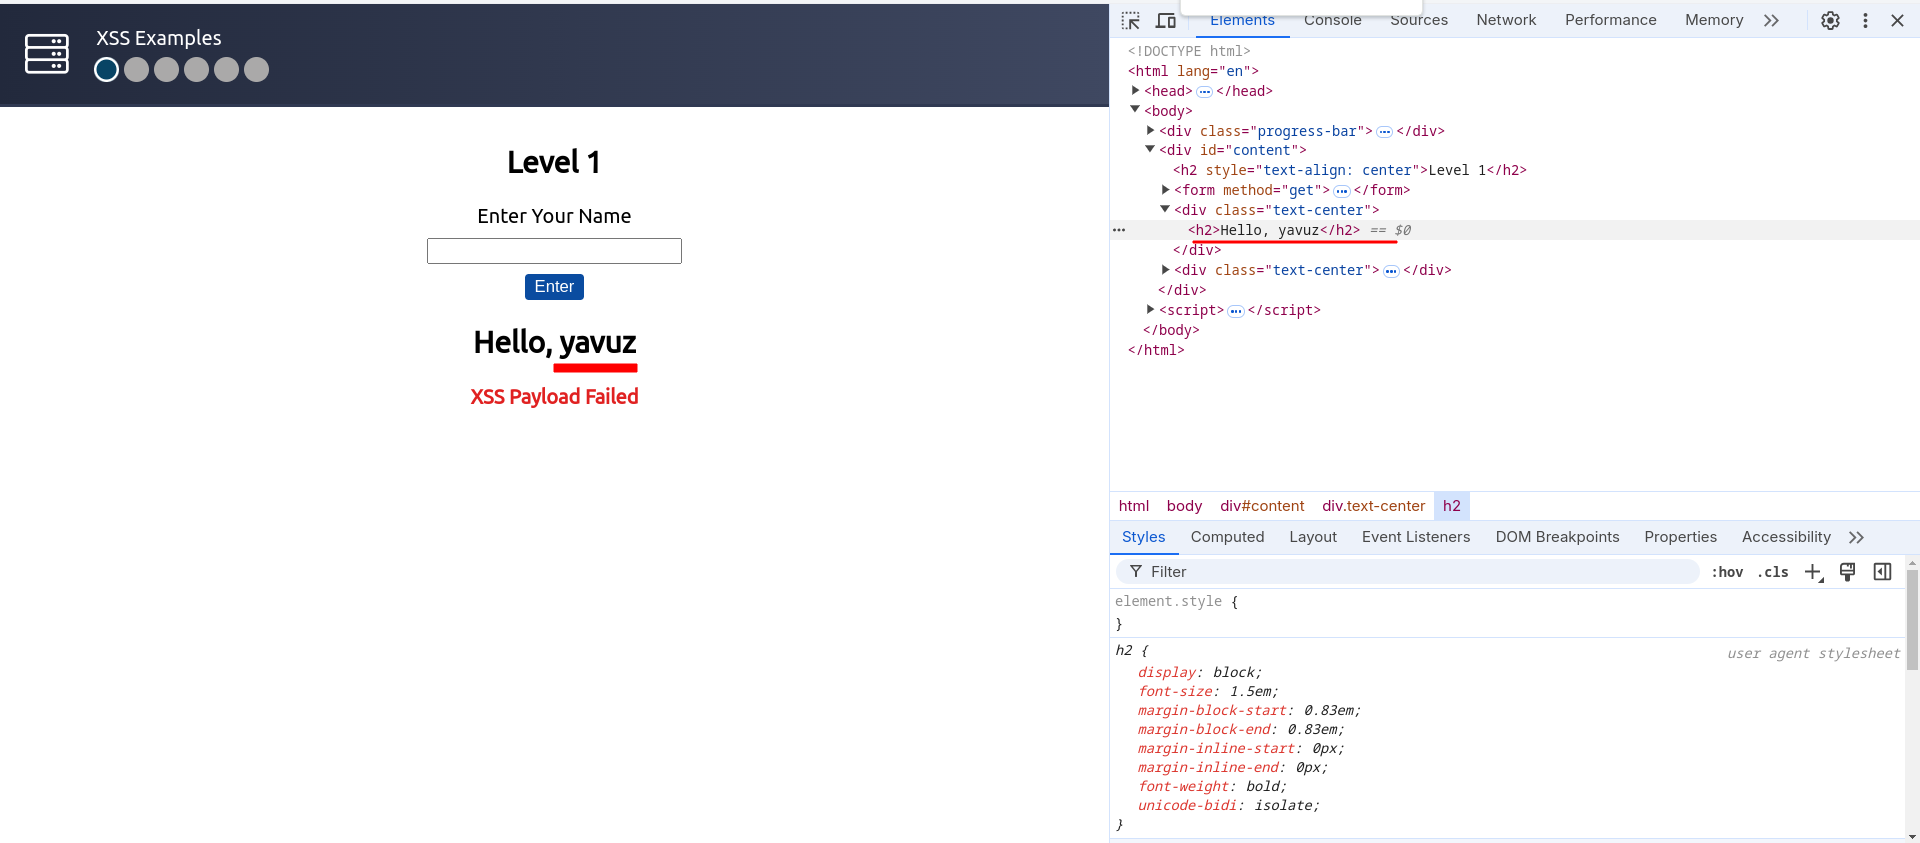 XSS Examples
Level 1
Enter Your Name
Enter
Hello, yavuz
XSS Payload Failed
Elements Console Sources Network Performance Memory
<!DOCTYPE html>
<html lang="en">
<head> ··· </head>
<body>
<div class="progress-bar"> ··· </div>
<div id="content">
<h2 style="text-align: center">Level 1</h2>
<form method="get"> ··· </form>
<div class="text-center">
<h2>Hello, yavuz</h2> == $0
</div>
<div class="text-center"> ··· </div>
</div>
<script> ··· </script>
</body>
</html>
html body div#content div.text-center h2
Styles Computed Layout Event Listeners DOM Breakpoints Properties Accessibility
Filter :hov .cls
element.style {
}
h2 { user agent stylesheet
display: block;
font-size: 1.5em;
margin-block-start: 0.83em;
margin-block-end: 0.83em;
margin-inline-start: 0px;
margin-inline-end: 0px;
font-weight: bold;
unicode-bidi: isolate;
}